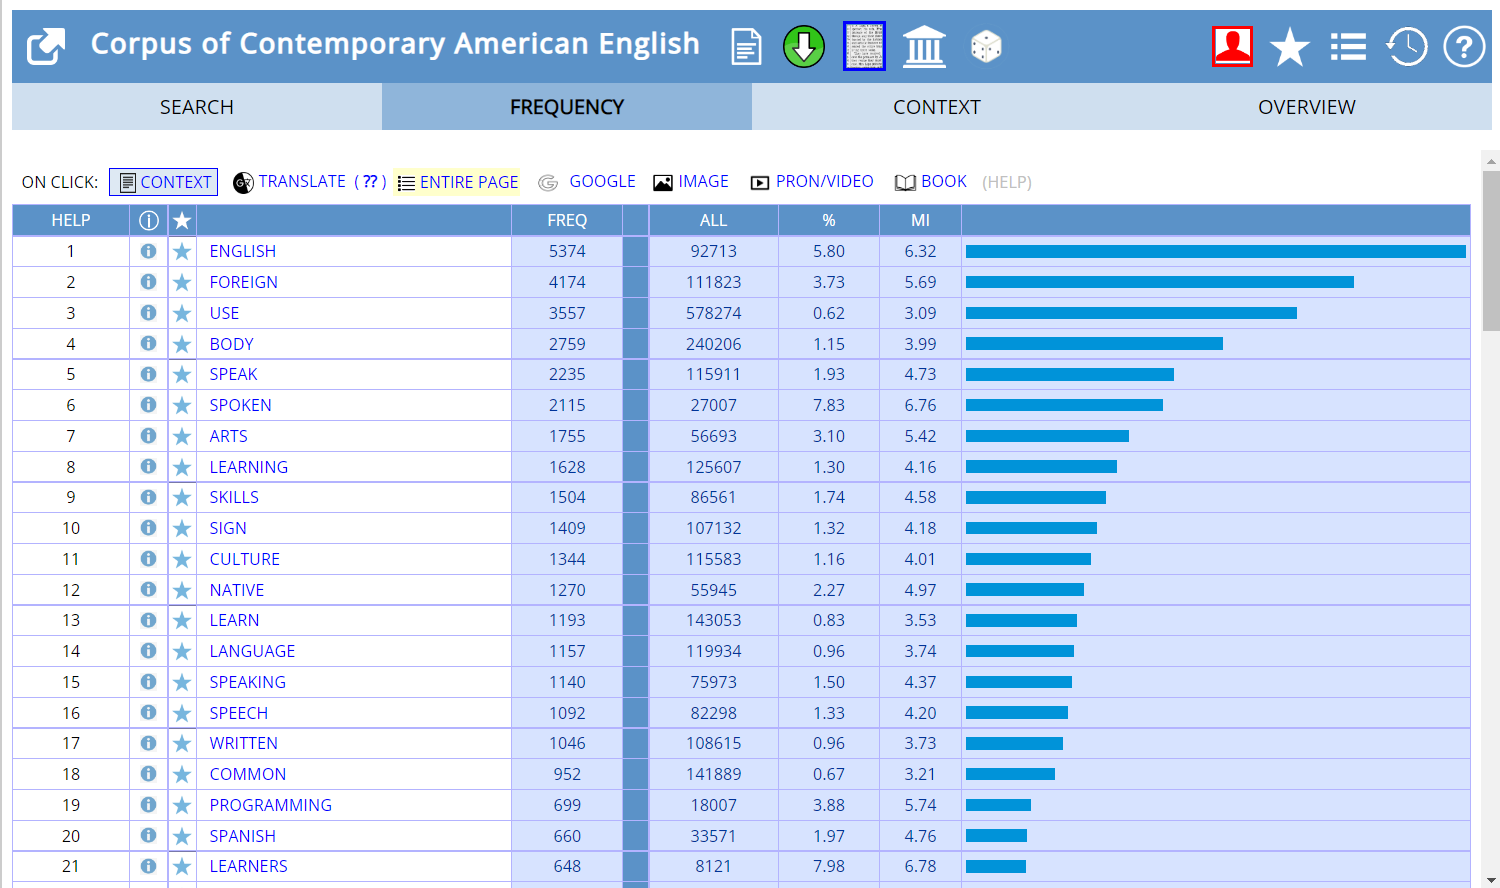 Corpus of Contemporary American English
SEARCH FREQUENCY CONTEXT OVERVIEW
ON CLICK: CONTEXT TRANSLATE ( ?? ) ENTIRE PAGE GOOGLE IMAGE PRON/VIDEO BOOK (HELP)
HELP FREQ ALL % MI
1 ENGLISH 5374 92713 5.80 6.32
2 FOREIGN 4174 111823 3.73 5.69
3 USE 3557 578274 0.62 3.09
4 BODY 2759 240206 1.15 3.99
5 SPEAK 2235 115911 1.93 4.73
6 SPOKEN 2115 27007 7.83 6.76
7 ARTS 1755 56693 3.10 5.42
8 LEARNING 1628 125607 1.30 4.16
9 SKILLS 1504 86561 1.74 4.58
10 SIGN 1409 107132 1.32 4.18
11 CULTURE 1344 115583 1.16 4.01
12 NATIVE 1270 55945 2.27 4.97
13 LEARN 1193 143053 0.83 3.53
14 LANGUAGE 1157 119934 0.96 3.74
15 SPEAKING 1140 75973 1.50 4.37
16 SPEECH 1092 82298 1.33 4.20
17 WRITTEN 1046 108615 0.96 3.73
18 COMMON 952 141889 0.67 3.21
19 PROGRAMMING 699 18007 3.88 5.74
20 SPANISH 660 33571 1.97 4.76
21 LEARNERS 648 8121 7.98 6.78